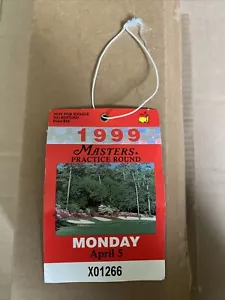 1999
MASTERS
PRACTICE ROUND
MONDAY
April 5
X01266